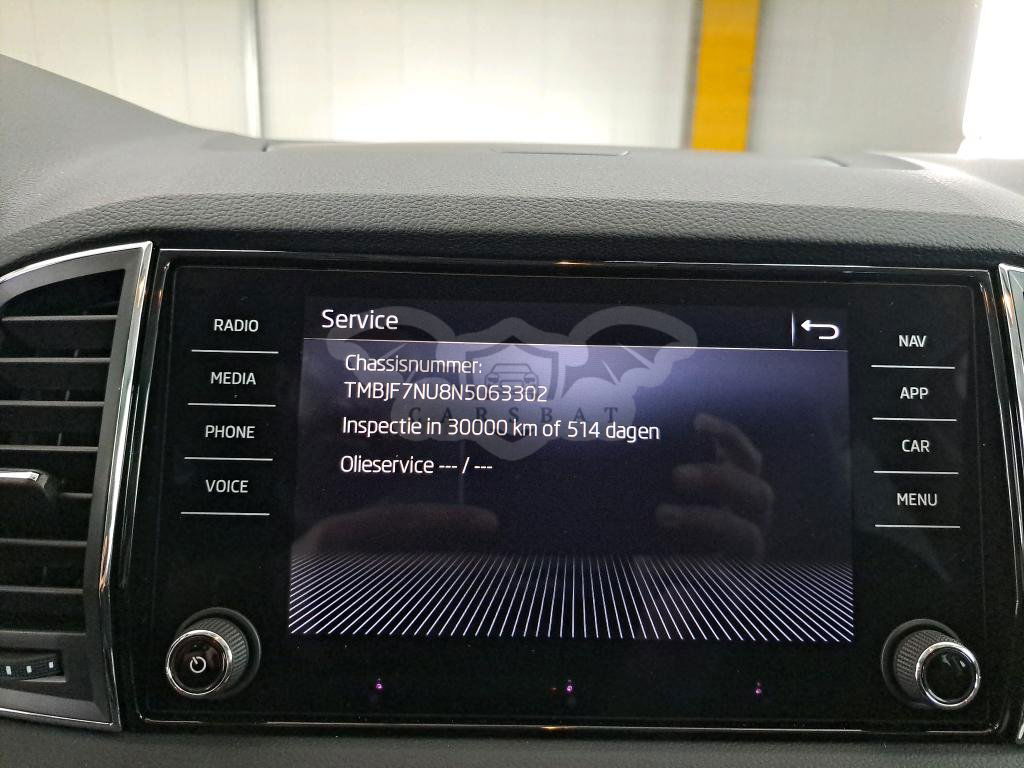 RADIO
MEDIA
PHONE
VOICE
Service
Chassisnummer:
TMBJF7NU8N5063302
CARSBAT
Inspectie in 30000 km of 514 dagen
Olieservice --- / ---
NAV
APP
CAR
MENU